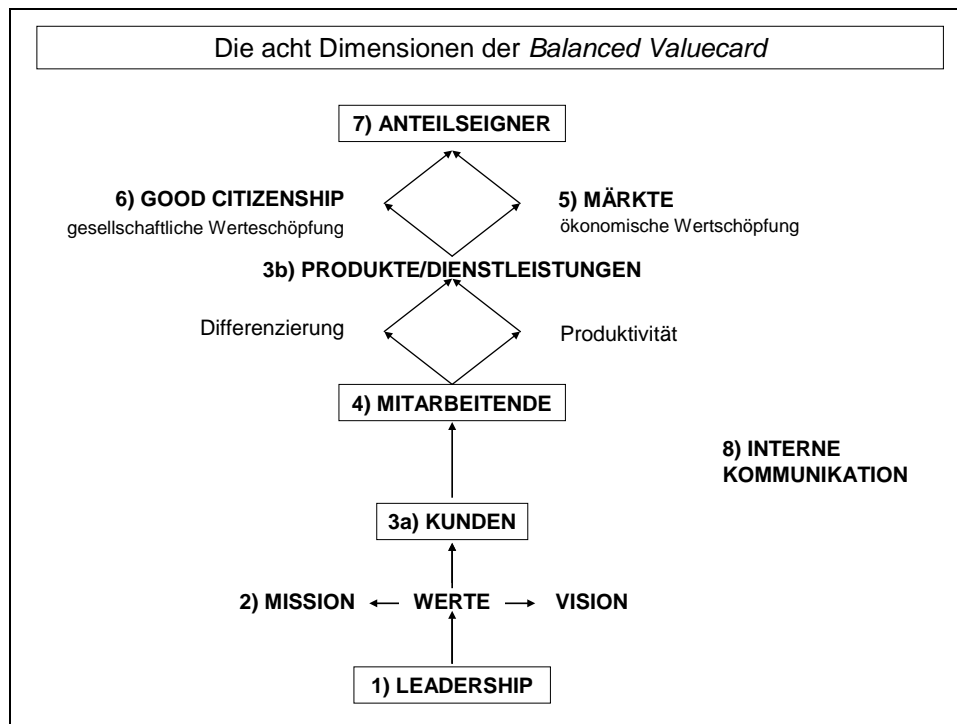 Die acht Dimensionen der Balanced Valuecard
7) ANTEILSEIGNER
6) GOOD CITIZENSHIP
gesellschaftliche Werteschöpfung
5) MÄRKTE
ökonomische Wertschöpfung
3b) PRODUKTE/DIENSTLEISTUNGEN
Differenzierung
Produktivität
4) MITARBEITENDE
8) INTERNE
KOMMUNIKATION
3a) KUNDEN
2) MISSION
WERTE
VISION
1) LEADERSHIP